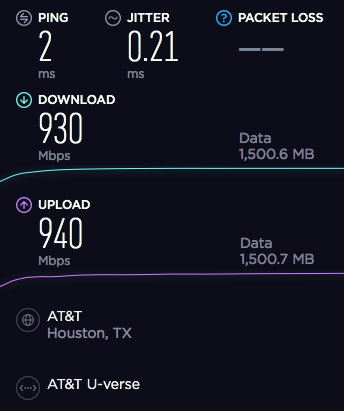 PING JITTER PACKET LOSS
2 0.21 ——
ms ms
DOWNLOAD
930
Mbps
Data
1,500.6 MB
UPLOAD
940
Mbps
Data
1,500.7 MB
AT&T
Houston, TX
AT&T U-verse